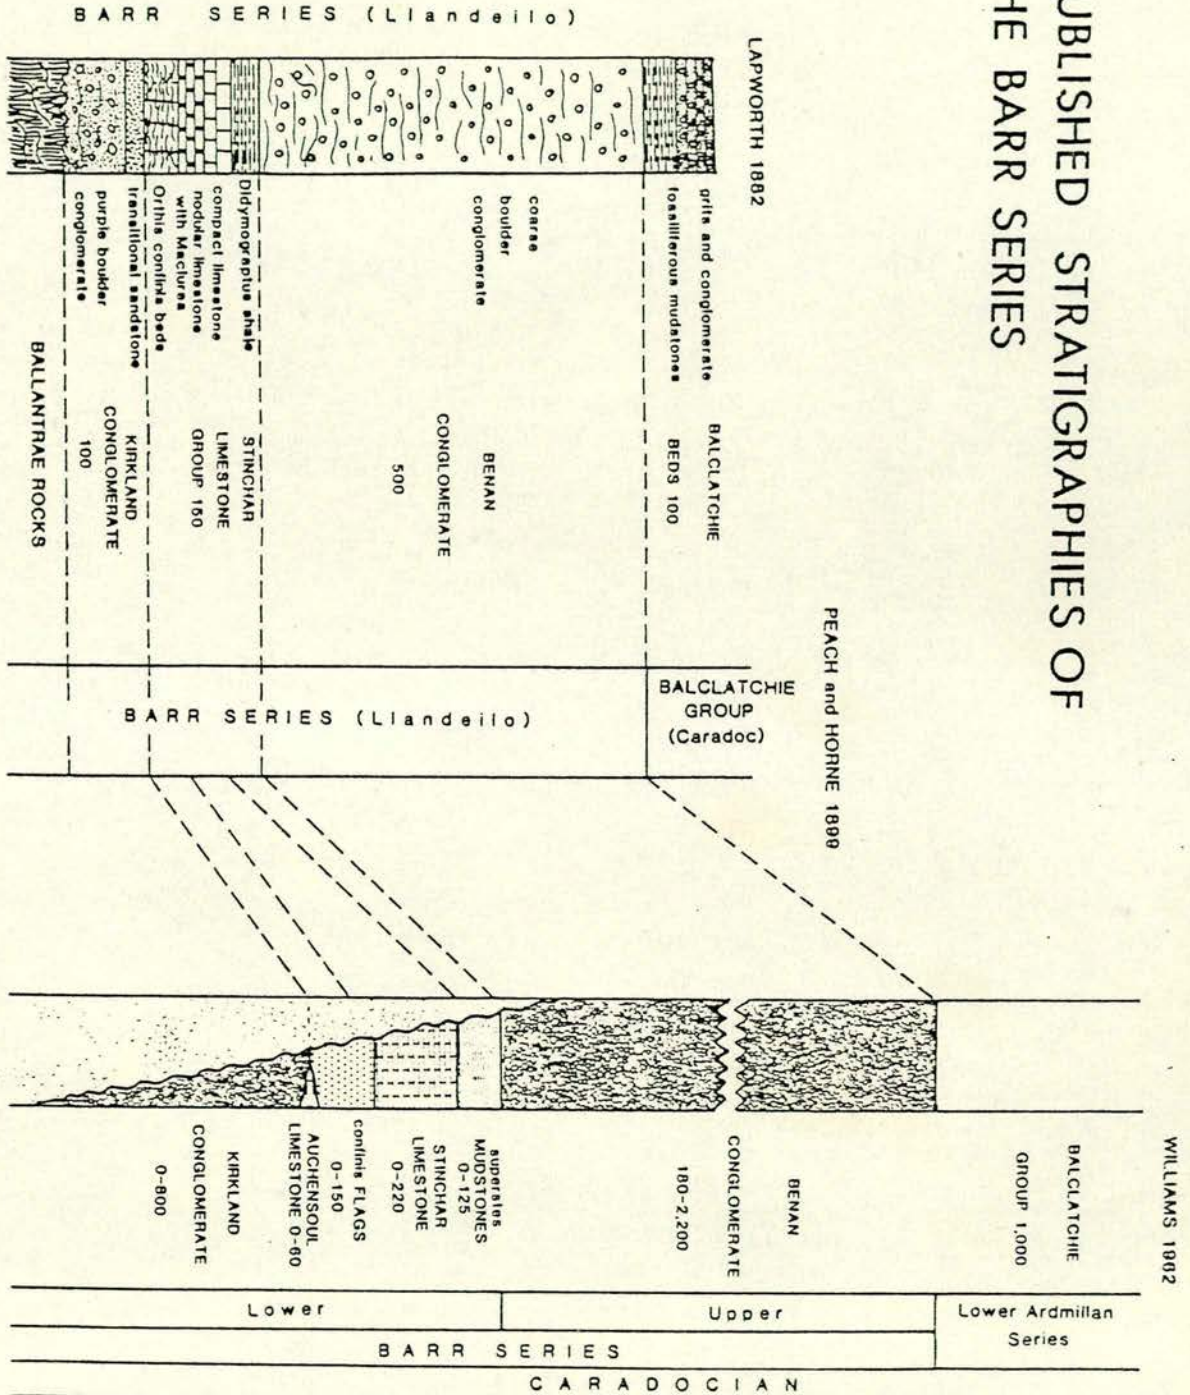 UBLISHED STRATIGRAPHIES OF
HE BARR SERIES
LAPWORTH 1882
BARR SERIES (Llandeilo)
grits and conglomerate
fossiliferous mudstones
BALCLATCHIE
BEDS 100
coarse
boulder
conglomerate
BENAN
CONGLOMERATE
500
Didymograptus shale
compact limestone
nodular limestone
with Maclurea
Orthis confinis beds
STINCHAR
LIMESTONE
GROUP 150
transitional sandstone
purple boulder
conglomerate
KIRKLAND
CONGLOMERATE
100
BALLANTRAE ROCKS
PEACH and HORNE 1899
BALCLATCHIE
GROUP
(Caradoc)
BARR SERIES (Llandeilo)
WILLIAMS 1962
BALCLATCHIE
GROUP 1,000
BENAN
CONGLOMERATE
180-2,200
superstes
MUDSTONES
0-125
STINCHAR
LIMESTONE
0-220
confinis FLAGS
0-150
AUCHENSOUL
LIMESTONE 0-60
KIRKLAND
CONGLOMERATE
0-800
Lower
Upper
Lower Ardmillan
Series
BARR SERIES
CARADOCIAN